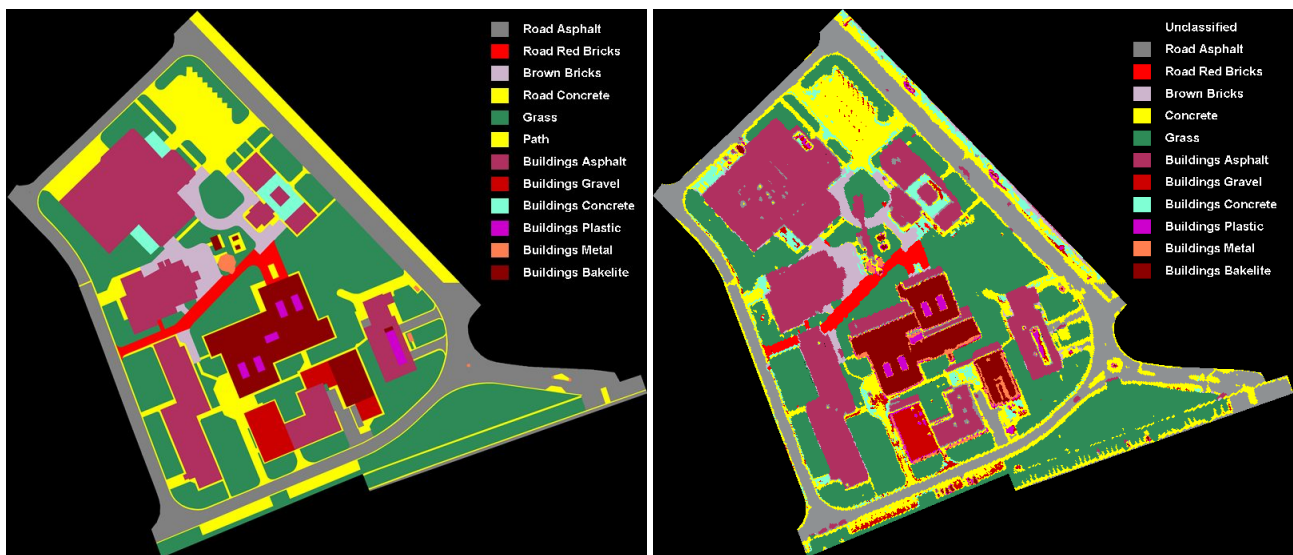 Road Asphalt
Road Red Bricks
Brown Bricks
Road Concrete
Grass
Path
Buildings Asphalt
Buildings Gravel
Buildings Concrete
Buildings Plastic
Buildings Metal
Buildings Bakelite
Unclassified
Road Asphalt
Road Red Bricks
Brown Bricks
Concrete
Grass
Buildings Asphalt
Buildings Gravel
Buildings Concrete
Buildings Plastic
Buildings Metal
Buildings Bakelite